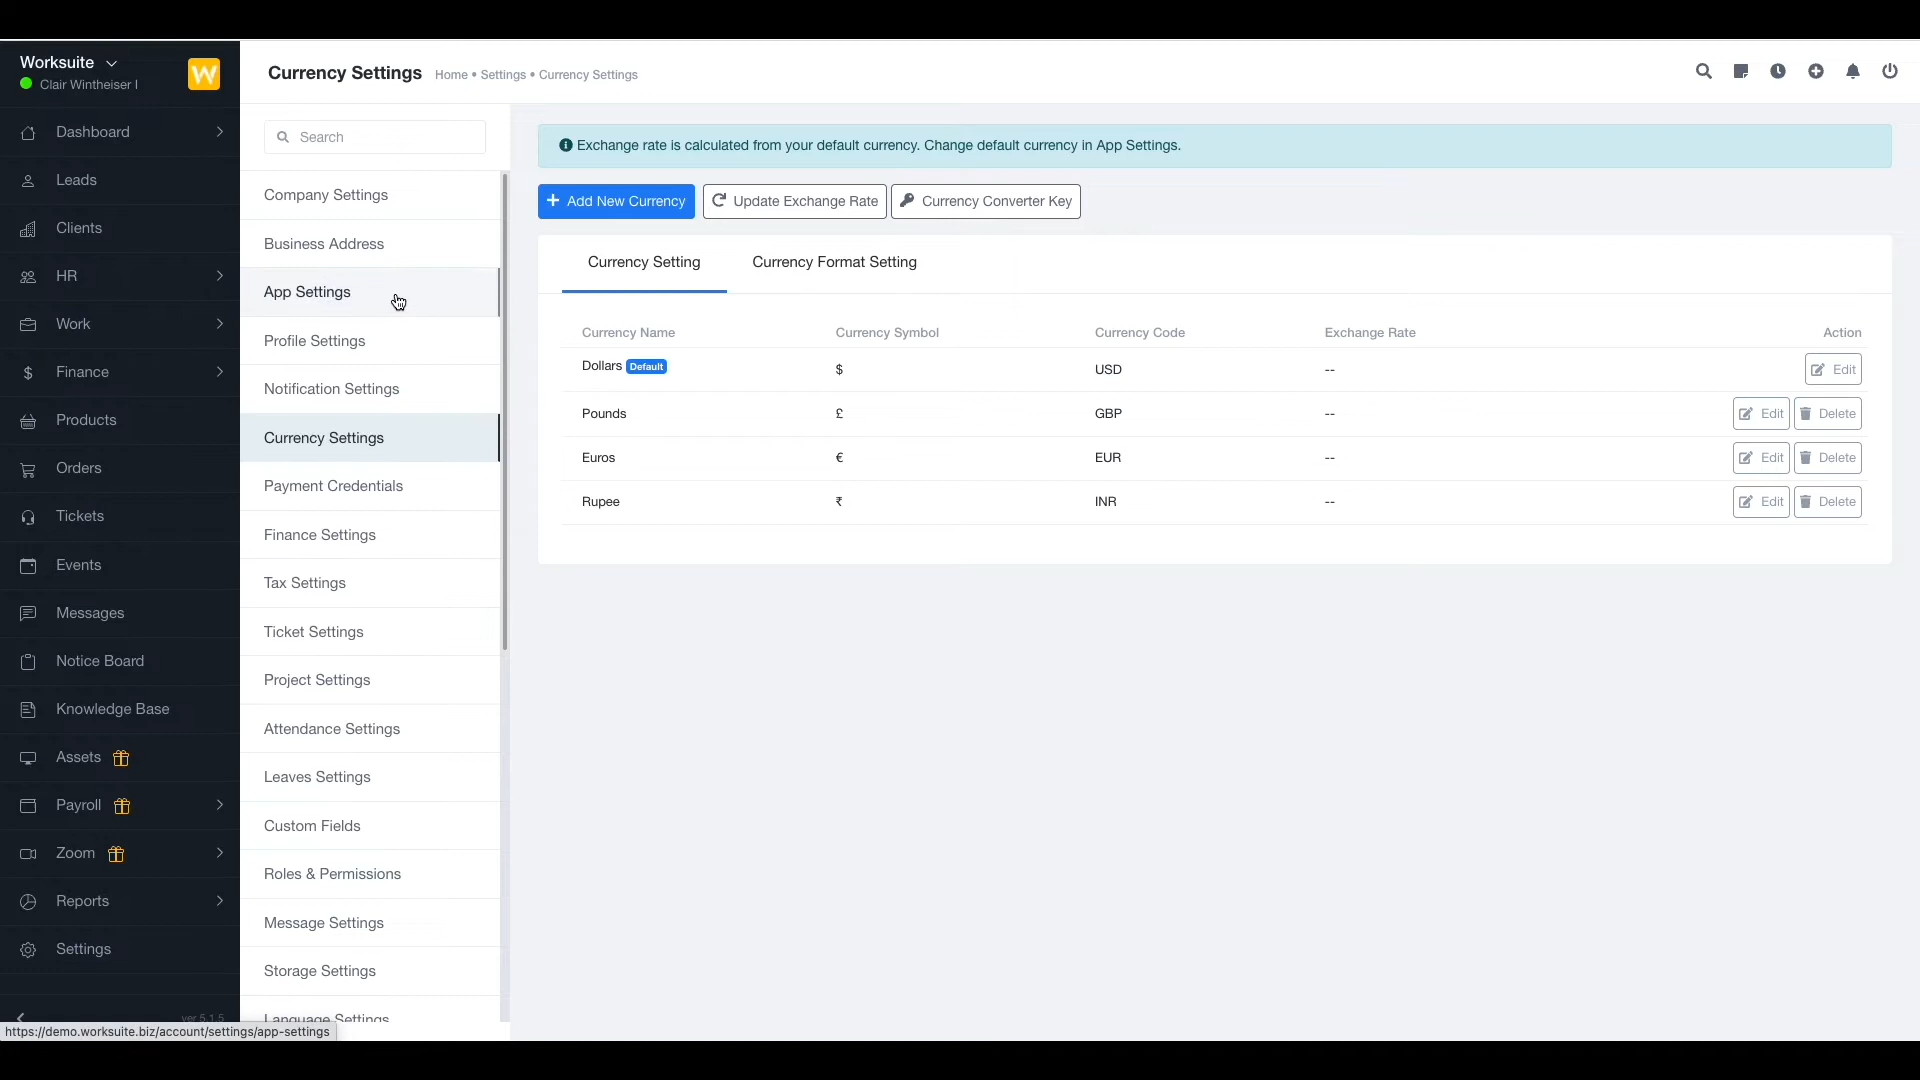 Worksuite
Clair Wintheiser I
W
Dashboard
Leads
Clients
HR
Work
Finance
Products
Orders
Tickets
Events
Messages
Notice Board
Knowledge Base
Assets
Payroll
Zoom
Reports
Settings
ver 5.1.5
https://demo.worksuite.biz/account/settings/app-settings
Currency Settings Home • Settings • Currency Settings
Search
Company Settings
Business Address
App Settings
Profile Settings
Notification Settings
Currency Settings
Payment Credentials
Finance Settings
Tax Settings
Ticket Settings
Project Settings
Attendance Settings
Leaves Settings
Custom Fields
Roles & Permissions
Message Settings
Storage Settings
Language Settings
Exchange rate is calculated from your default currency. Change default currency in App Settings.
Add New Currency Update Exchange Rate Currency Converter Key
Currency Setting Currency Format Setting
Currency Name Currency Symbol Currency Code Exchange Rate Action
Dollars Default $ USD -- Edit
Pounds £ GBP -- Edit Delete
Euros € EUR -- Edit Delete
Rupee ₹ INR -- Edit Delete